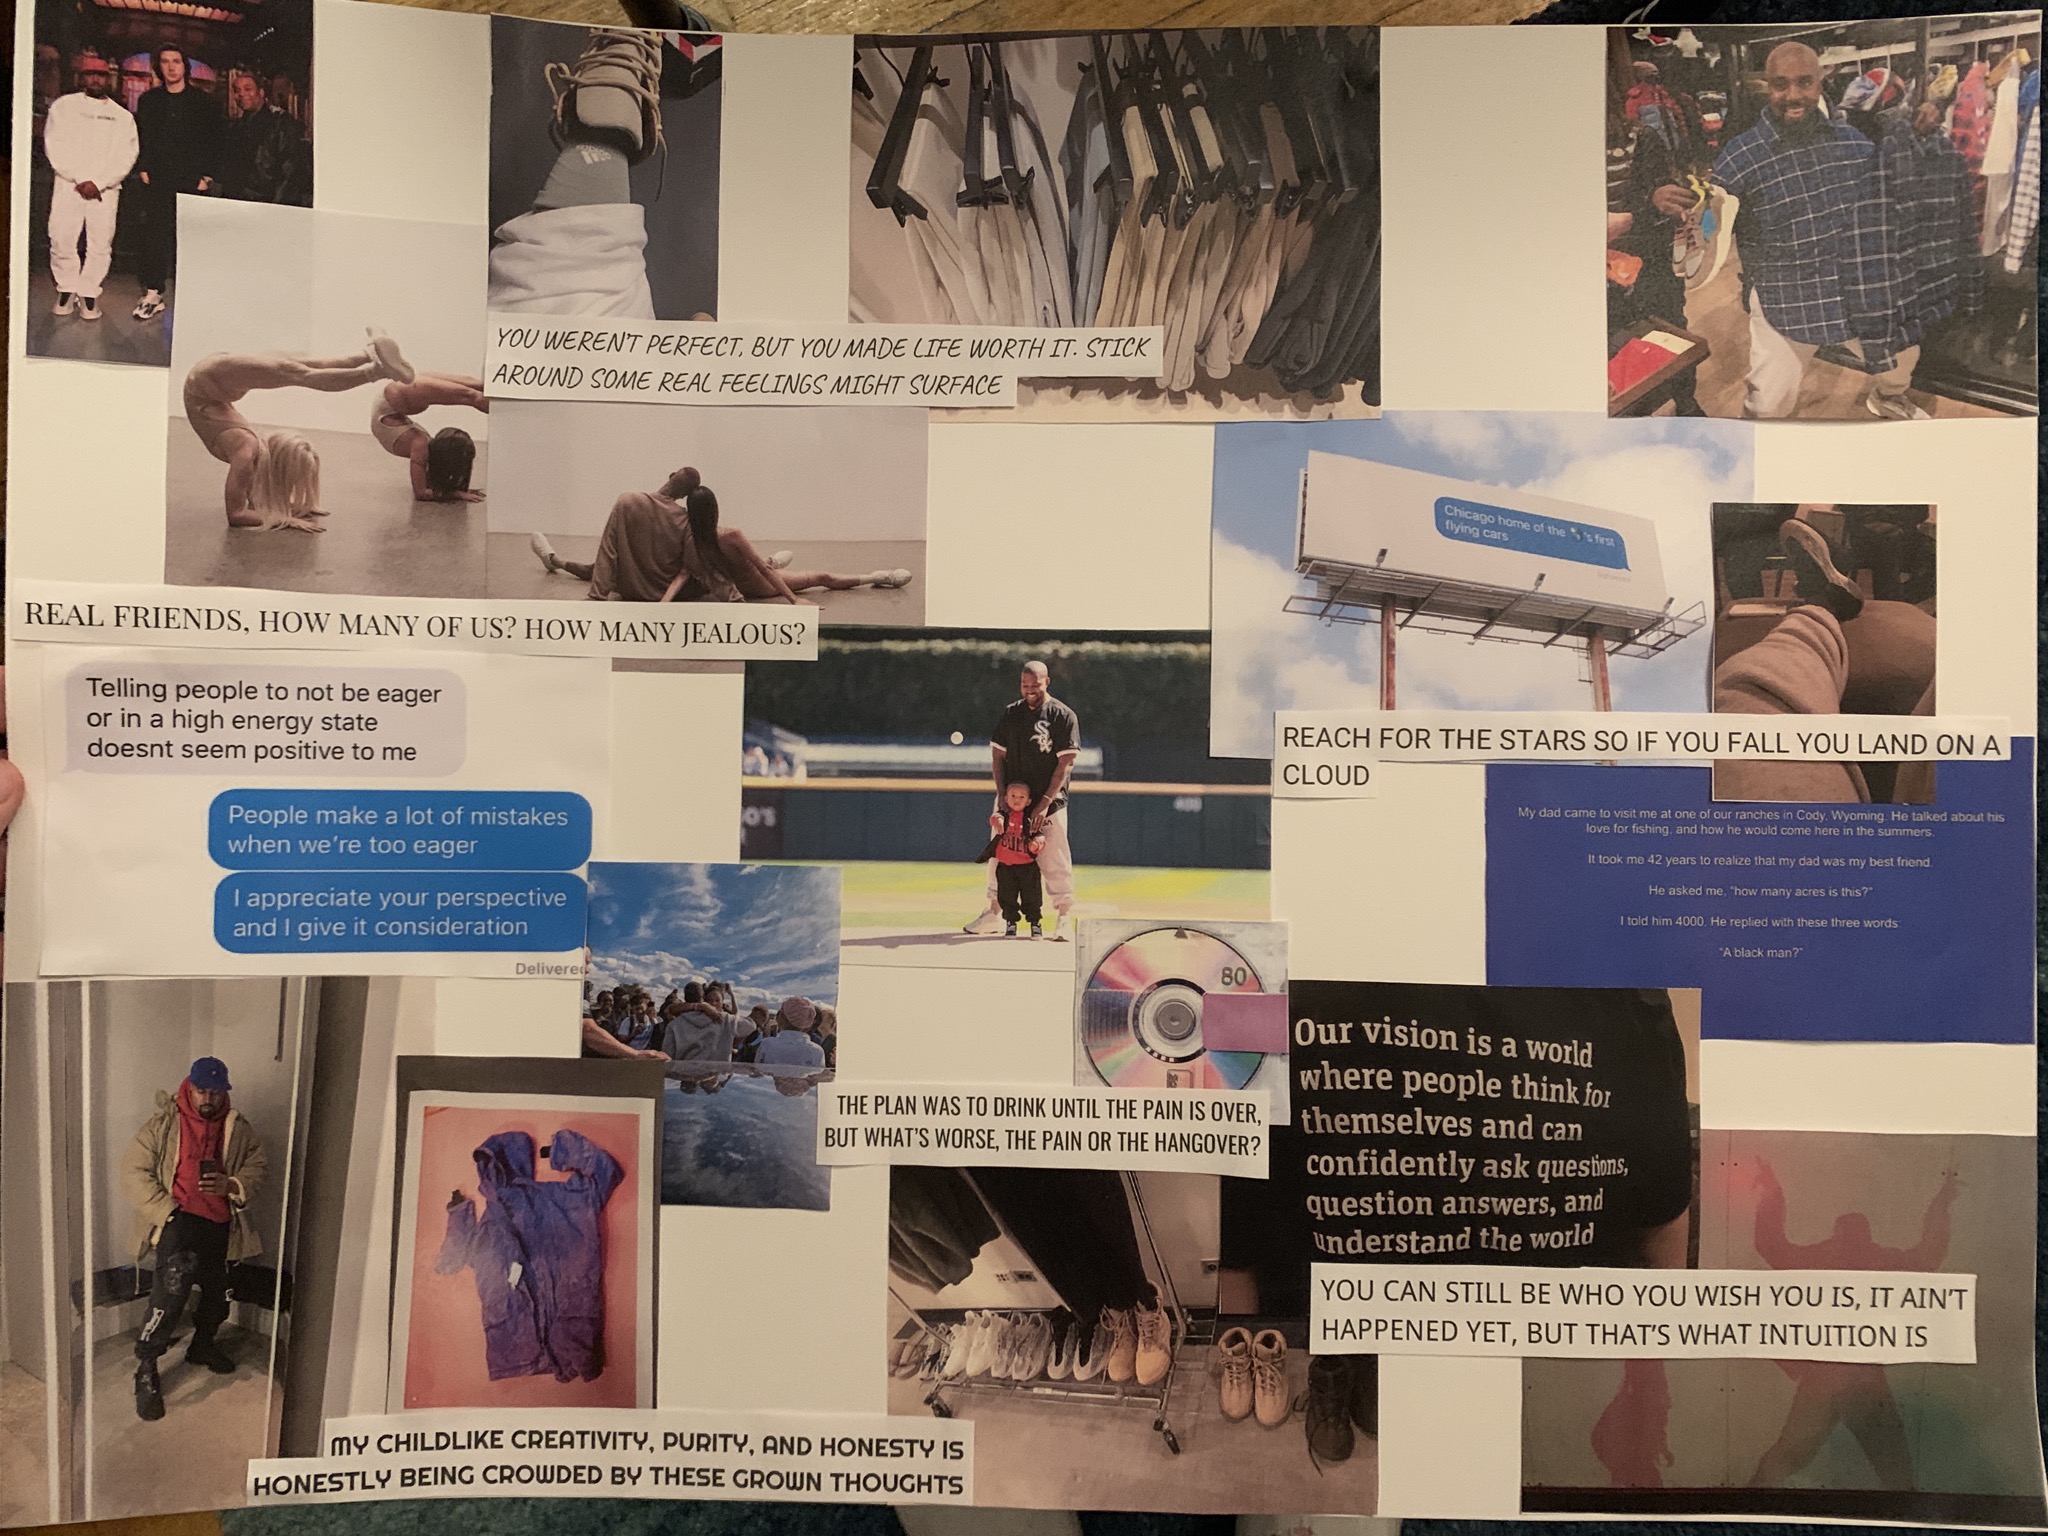 YOU WEREN'T PERFECT, BUT YOU MADE LIFE WORTH IT. STICK
AROUND SOME REAL FEELINGS MIGHT SURFACE
Chicago home of the 's first
flying cars
REAL FRIENDS, HOW MANY OF US? HOW MANY JEALOUS?
Telling people to not be eager
or in a high energy state
doesnt seem positive to me
People make a lot of mistakes
when we're too eager
I appreciate your perspective
and I give it consideration
Delivered
REACH FOR THE STARS SO IF YOU FALL YOU LAND ON A
CLOUD
My dad came to visit me at one of our ranches in Cody, Wyoming. He talked about his
love for fishing, and how he would come here in the summers.
It took me 42 years to realize that my dad was my best friend.
He asked me, "how many acres is this?"
I told him 4000. He replied with these three words:
"A black man?"
400
80
Our vision is a world
where people think for
themselves and can
confidently ask questions,
question answers, and
understand the world
THE PLAN WAS TO DRINK UNTIL THE PAIN IS OVER,
BUT WHAT'S WORSE, THE PAIN OR THE HANGOVER?
YOU CAN STILL BE WHO YOU WISH YOU IS, IT AIN'T
HAPPENED YET, BUT THAT'S WHAT INTUITION IS
MY CHILDLIKE CREATIVITY, PURITY, AND HONESTY IS
HONESTLY BEING CROWDED BY THESE GROWN THOUGHTS